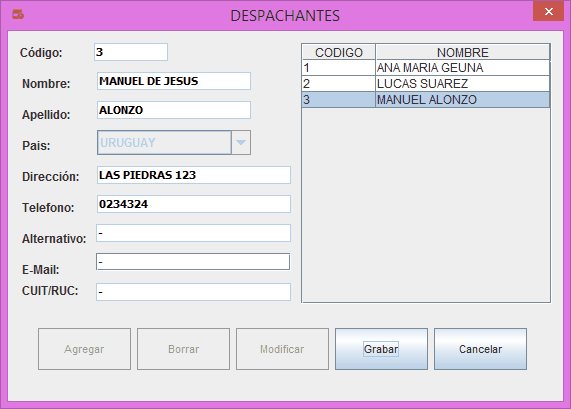 DESPACHANTES
Código: 3
Nombre: MANUEL DE JESUS
Apellido: ALONZO
Pais: URUGUAY
Dirección: LAS PIEDRAS 123
Telefono: 0234324
Alternativo: -
E-Mail: -
CUIT/RUC: -
CODIGO NOMBRE
1 ANA MARIA GEUNA
2 LUCAS SUAREZ
3 MANUEL ALONZO
Agregar Borrar Modificar Grabar Cancelar